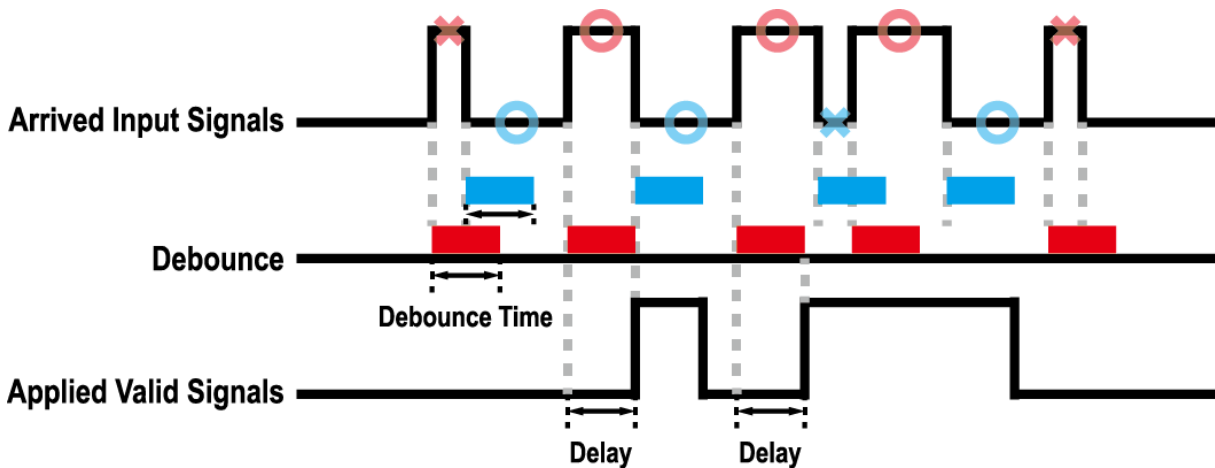 Arrived Input Signals
Debounce
Debounce Time
Applied Valid Signals
Delay
Delay